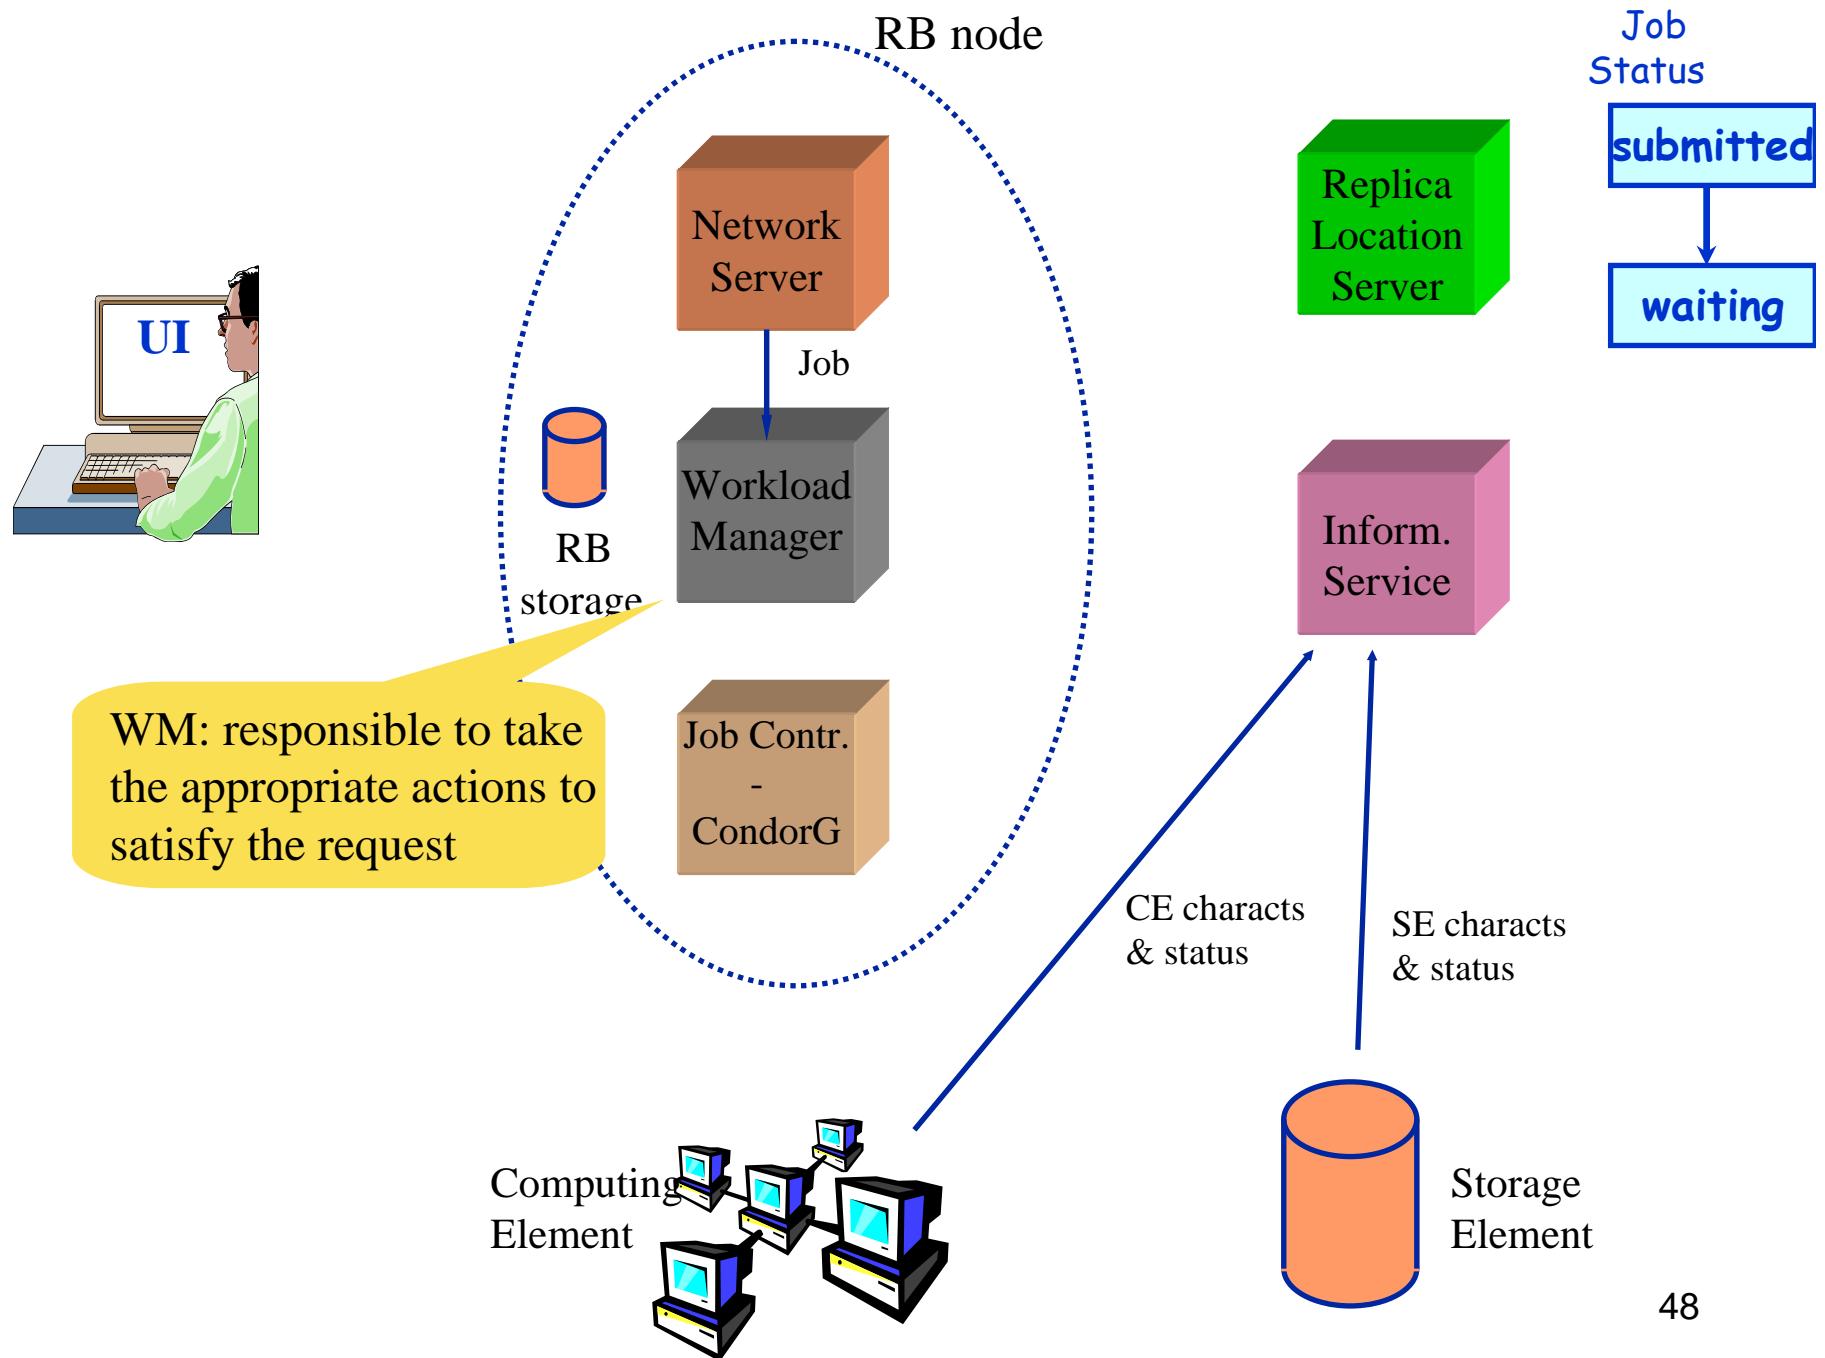 RB node
Job
Status
submitted
waiting
Network
Server
Replica
Location
Server
UI
Job
Workload
Manager
RB
storage
Inform.
Service
WM: responsible to take
the appropriate actions to
satisfy the request
Job Contr.
-
CondorG
CE characts
& status
SE characts
& status
Computing
Element
Storage
Element
48